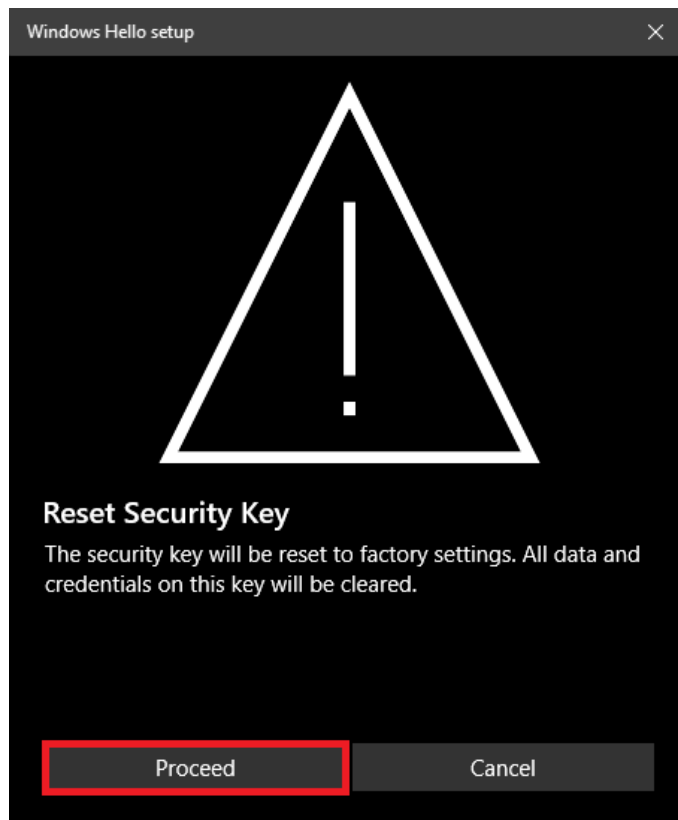 Windows Hello setup
Reset Security Key
The security key will be reset to factory settings. All data and
credentials on this key will be cleared.
Proceed
Cancel